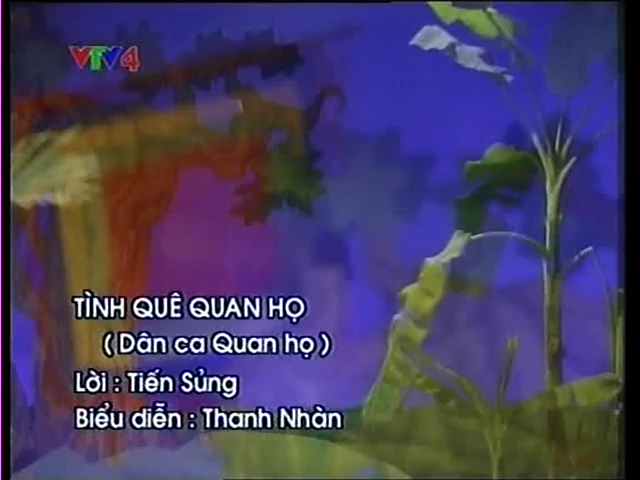 VTV4
TÌNH QUÊ QUAN HỌ
( Dân ca Quan họ )
Lời : Tiến Sủng
Biểu diễn : Thanh Nhàn